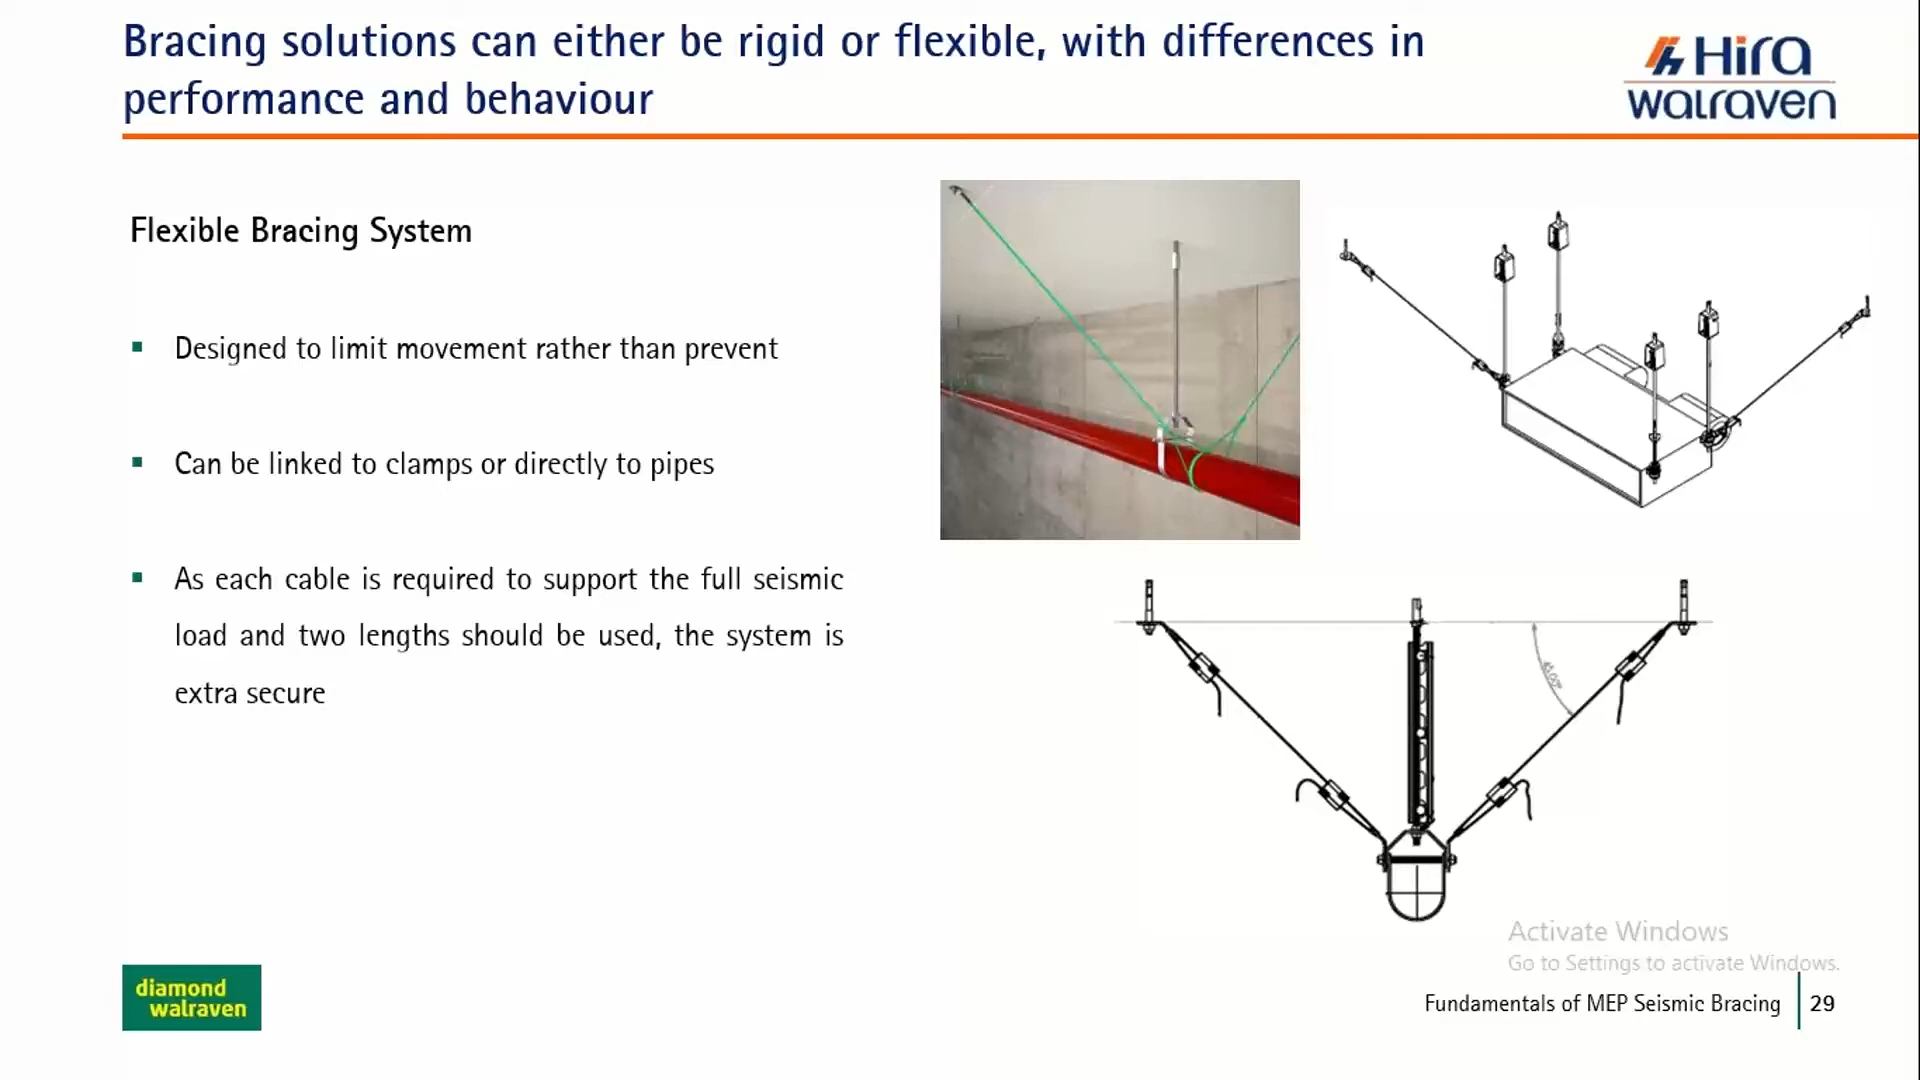 Bracing solutions can either be rigid or flexible, with differences in
performance and behaviour
Hira
walraven
Flexible Bracing System
▪ Designed to limit movement rather than prevent
▪ Can be linked to clamps or directly to pipes
▪ As each cable is required to support the full seismic
load and two lengths should be used, the system is
extra secure
Activate Windows
Go to Settings to activate Windows.
diamond
walraven
Fundamentals of MEP Seismic Bracing 29